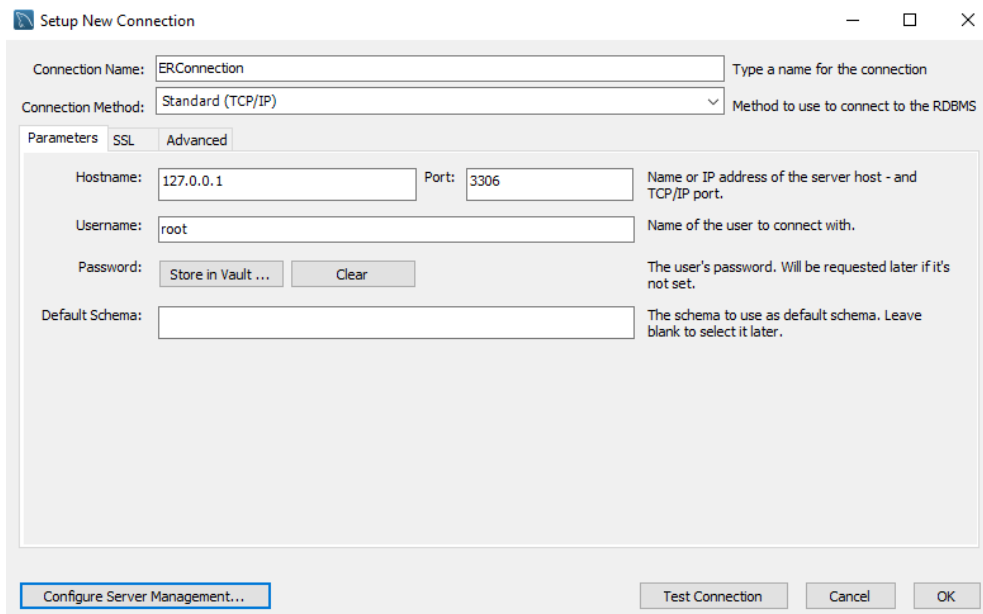 Setup New Connection
Connection Name: ERConnection Type a name for the connection
Connection Method: Standard (TCP/IP) Method to use to connect to the RDBMS
Parameters SSL Advanced
Hostname: 127.0.0.1 Port: 3306 Name or IP address of the server host - and
TCP/IP port.
Username: root Name of the user to connect with.
Password: Store in Vault ... Clear The user's password. Will be requested later if it's
not set.
Default Schema: The schema to use as default schema. Leave
blank to select it later.
Configure Server Management... Test Connection Cancel OK